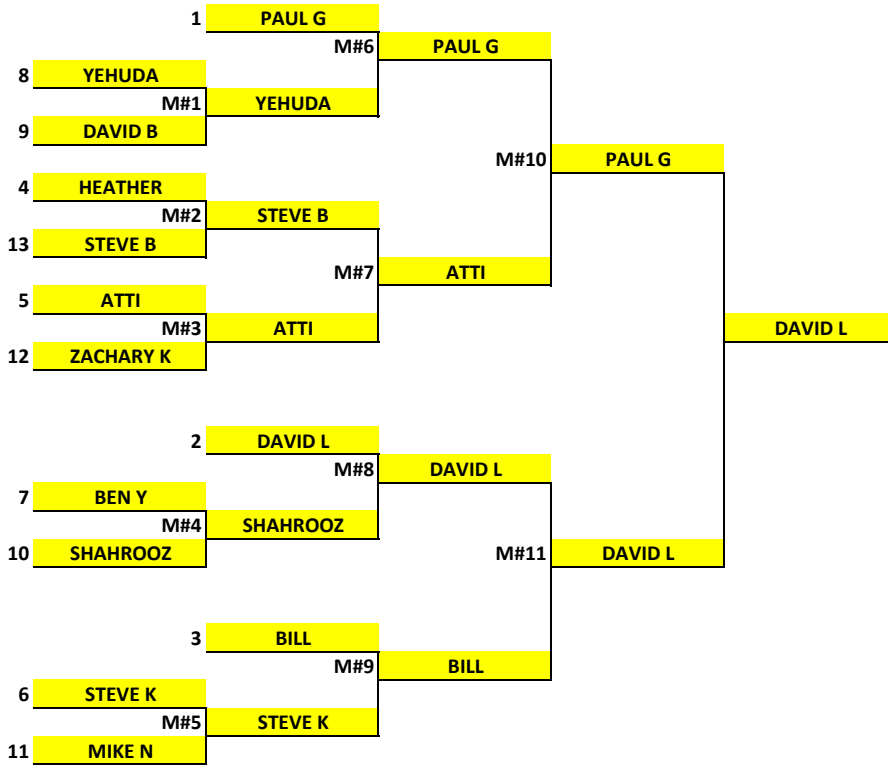 1 PAUL G
M#6 PAUL G
8 YEHUDA
M#1 YEHUDA
9 DAVID B
M#10 PAUL G
4 HEATHER
M#2 STEVE B
13 STEVE B
M#7 ATTI
5 ATTI
M#3 ATTI
DAVID L
12 ZACHARY K
2 DAVID L
M#8 DAVID L
7 BEN Y
M#4 SHAHROOZ
10 SHAHROOZ
M#11 DAVID L
3 BILL
M#9 BILL
6 STEVE K
M#5 STEVE K
11 MIKE N